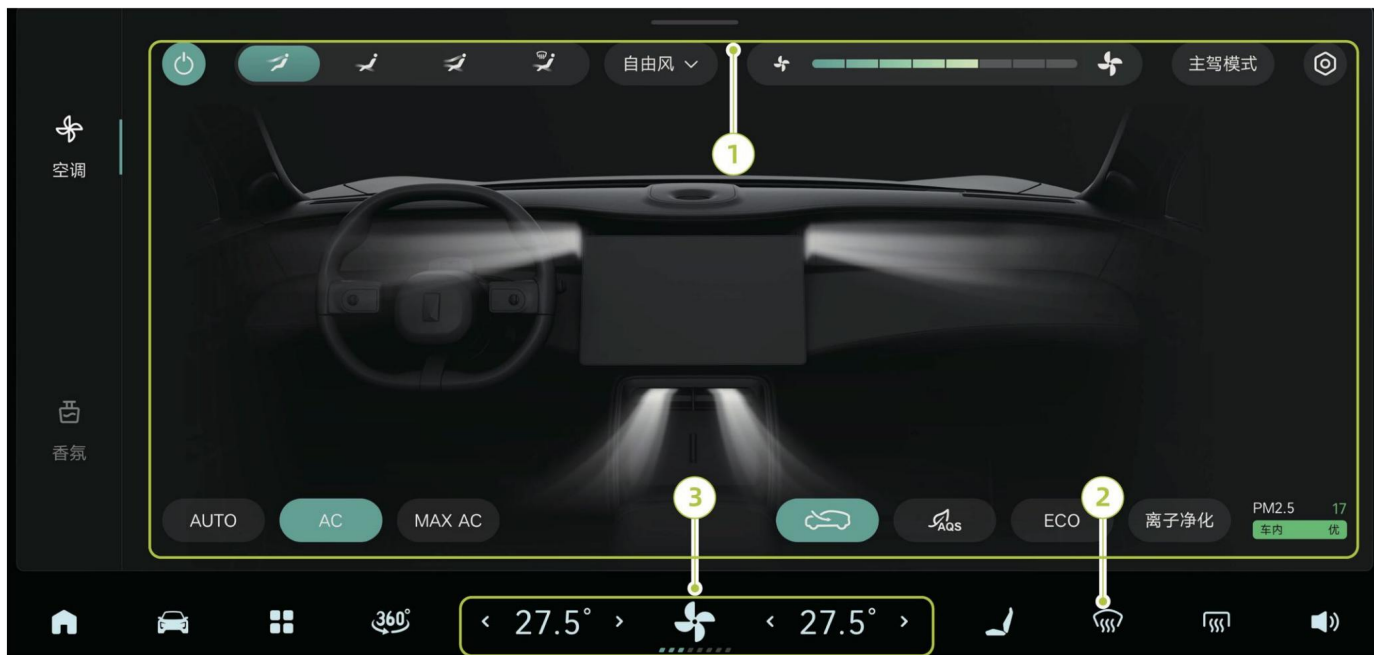 自由风
主驾模式
1
空调
香氛
3
2
AUTO
AC
MAX AC
AQS
ECO
离子净化
PM2.5 17
车内 优
360°
< 27.5° >
< 27.5° >